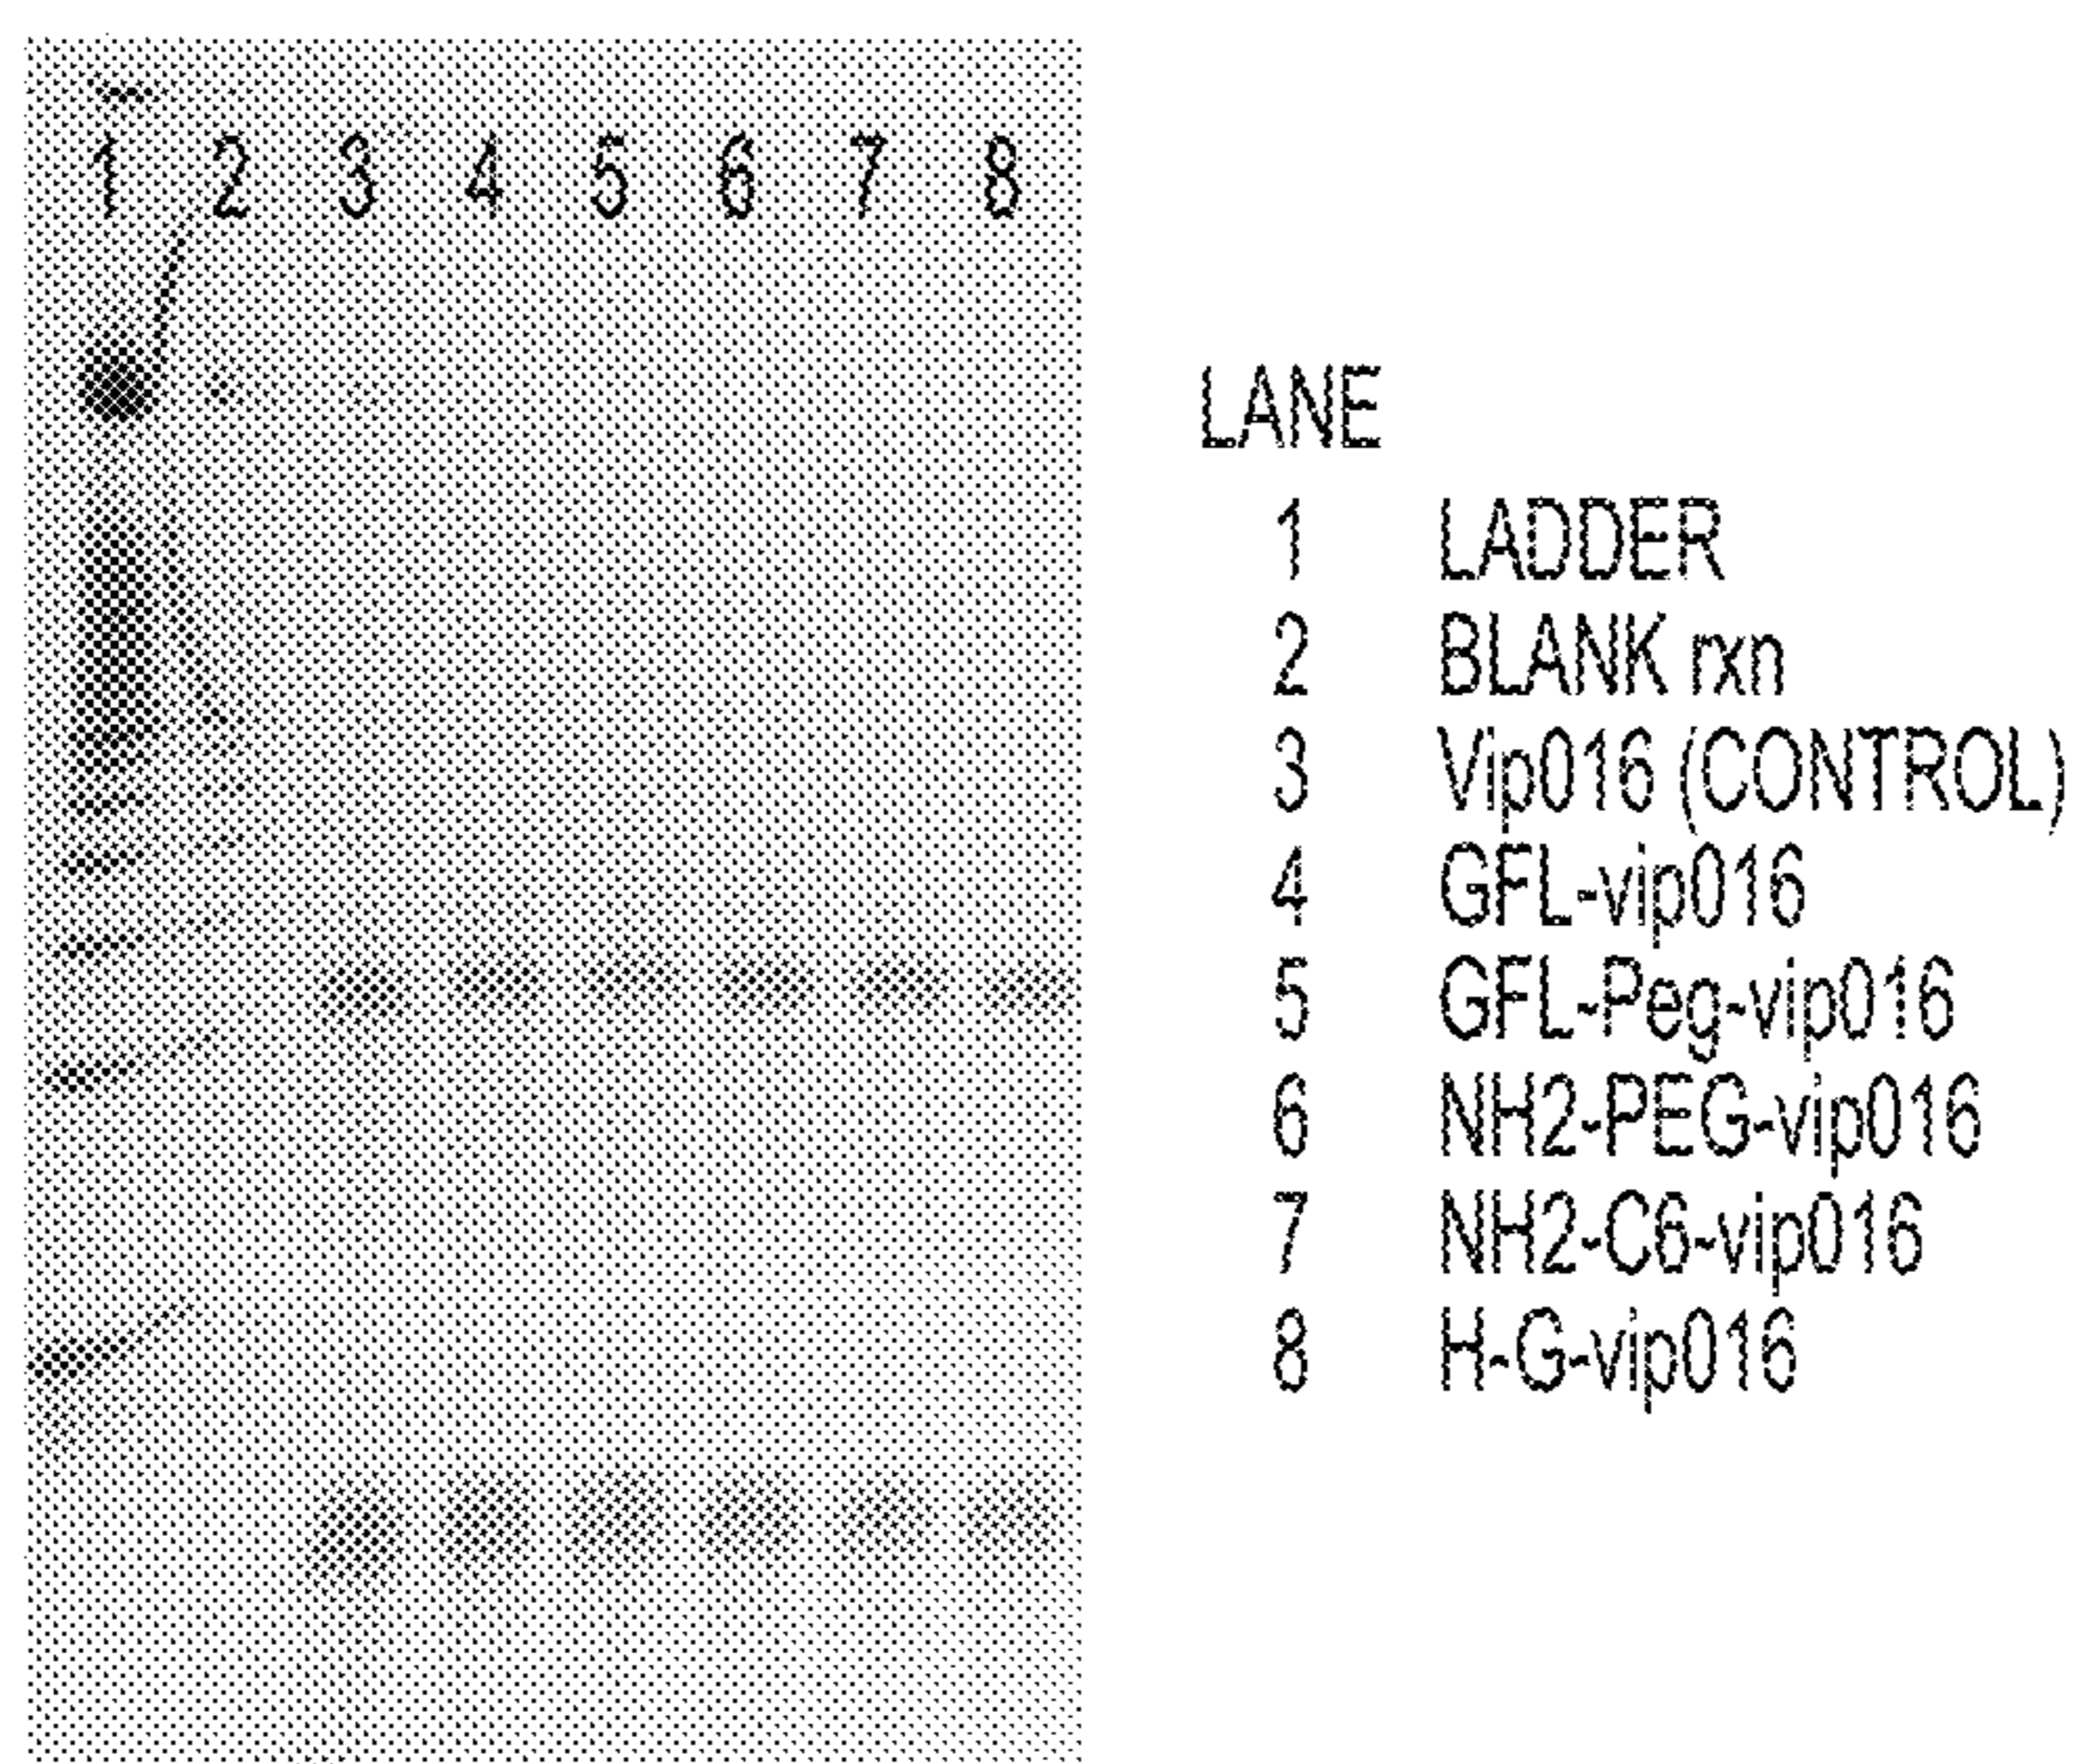 1 2 3 4 5 6 7 8
LANE
1 LADDER
2 BLANK rxn
3 Vip016 (CONTROL)
4 GFL-vip016
5 GFL-Peg-vip016
6 NH2-PEG-vip016
7 NH2-C6-vip016
8 H-G-vip016